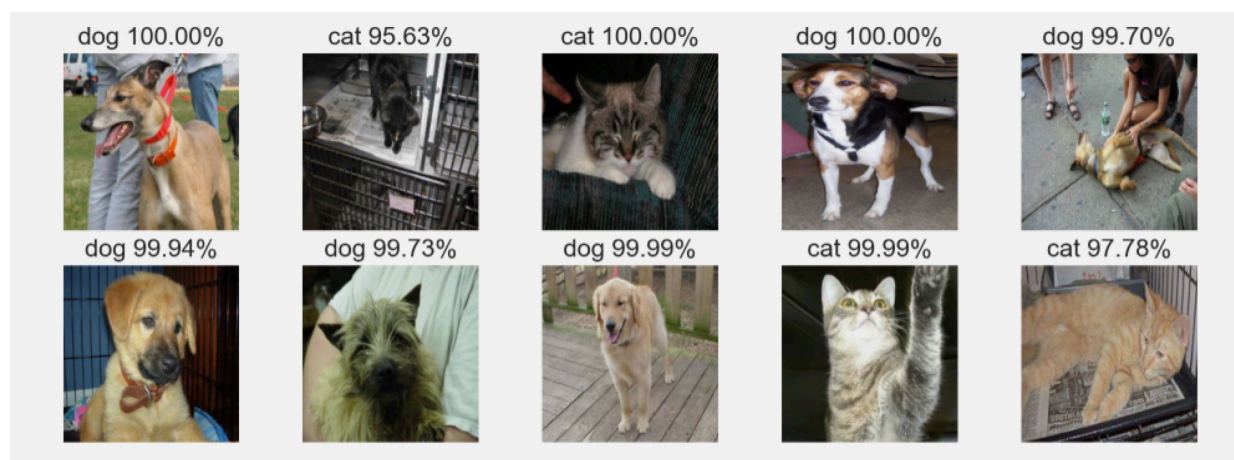 dog 100.00%
cat 95.63%
cat 100.00%
dog 100.00%
dog 99.70%
dog 99.94%
dog 99.73%
dog 99.99%
cat 99.99%
cat 97.78%